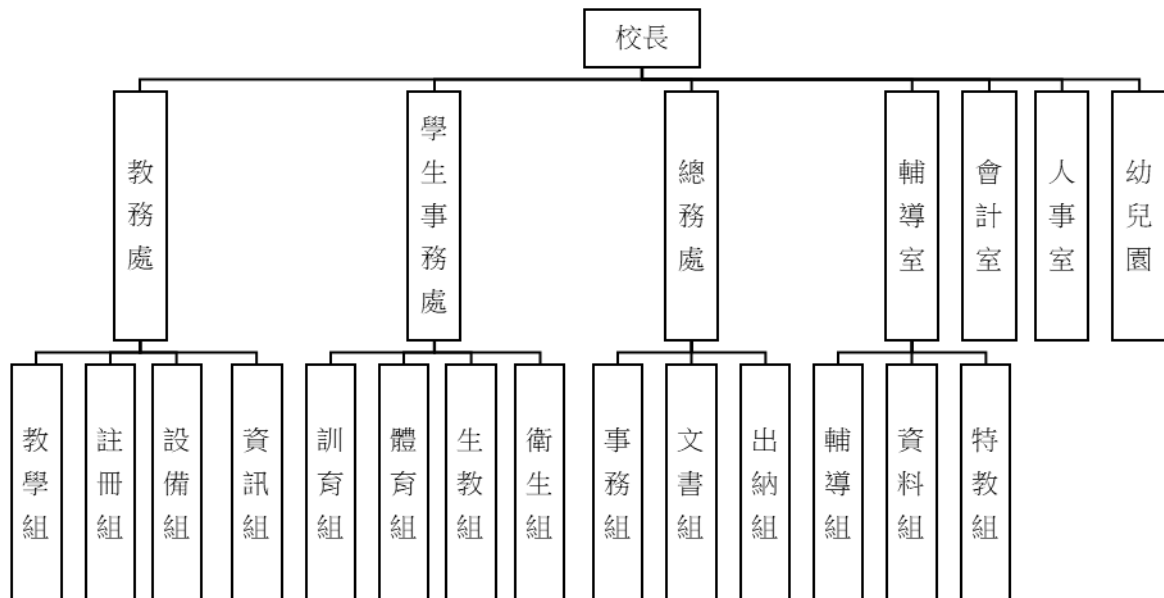 校長
教務處
學生事務處
總務處
輔導室
會計室
人事室
幼兒園
教學組
註冊組
設備組
資訊組
訓育組
體育組
生教組
衛生組
事務組
文書組
出納組
輔導組
資料組
特教組